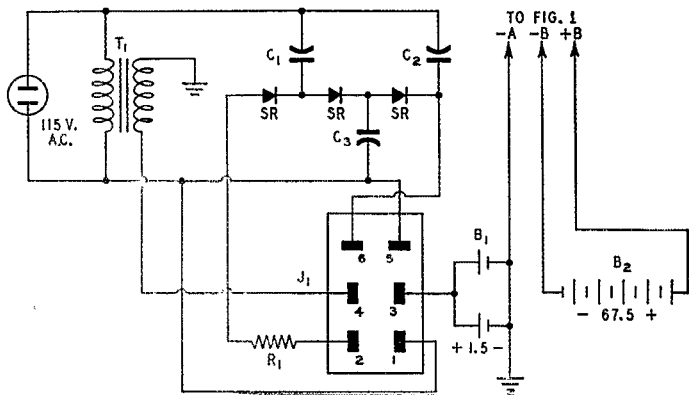 TO FIG. 1
-A -B +B
T1
C1
C2
SR SR SR
115 V.
A.C.
C3
6 5
B1
B2
J1
4 3
- 67.5 +
+ 1.5 -
R1
2 1